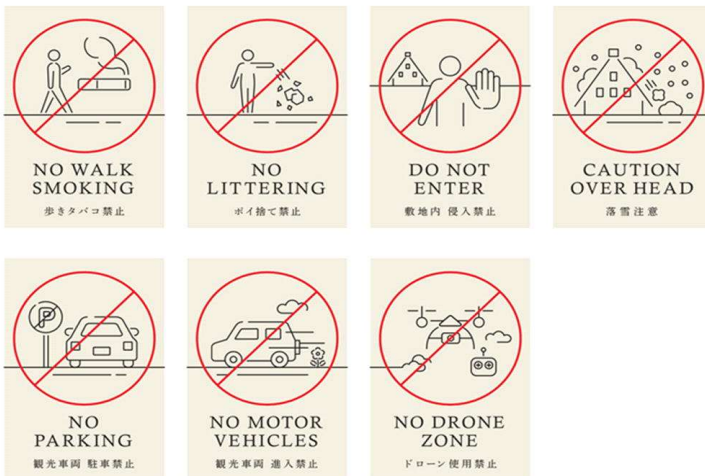 NO WALK
SMOKING
歩きタバコ禁止
NO
LITTERING
ポイ捨て禁止
DO NOT
ENTER
敷地内 侵入禁止
CAUTION
OVER HEAD
落雪注意
P
NO
PARKING
観光車両 駐車禁止
NO MOTOR
VEHICLES
観光車両 進入禁止
NO DRONE
ZONE
ドローン使用禁止